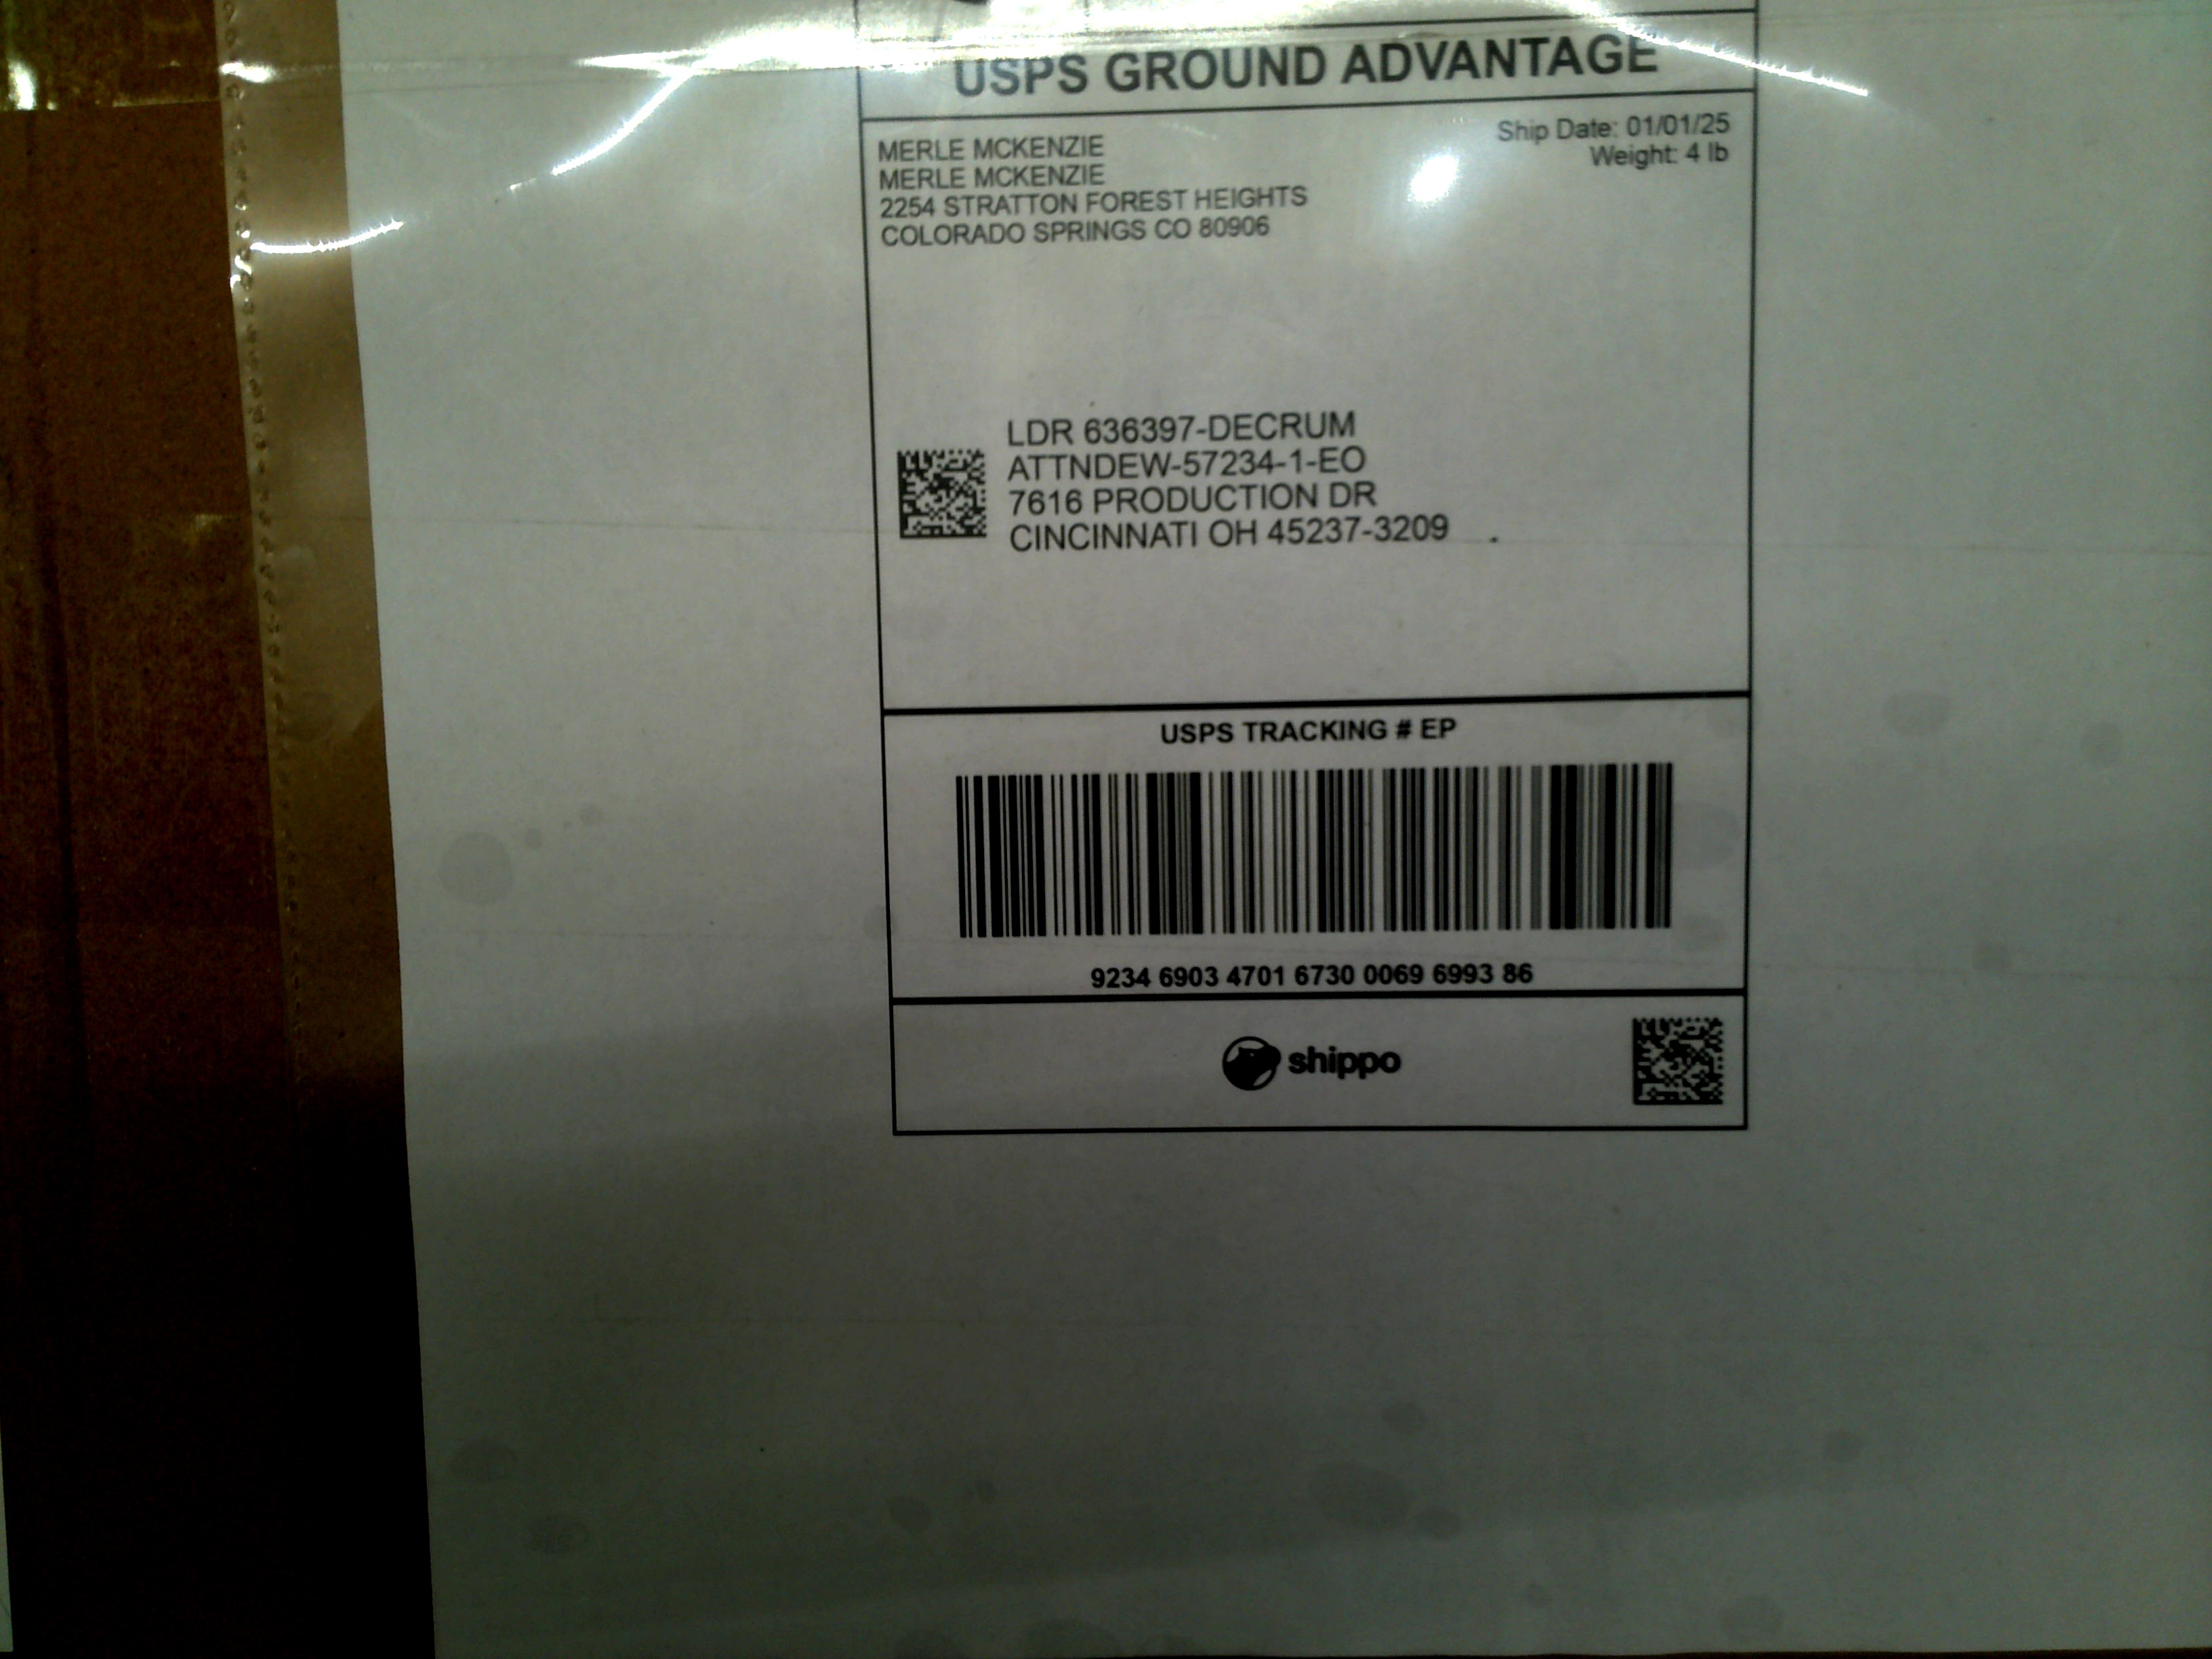 USPS GROUND ADVANTAGE
MERLE MCKENZIE
MERLE MCKENZIE
2254 STRATTON FOREST HEIGHTS
COLORADO SPRINGS CO 80906
Ship Date: 01/01/25
Weight: 4 lb
LDR 636397-DECRUM
ATTNDEW-57234-1-EO
7616 PRODUCTION DR
CINCINNATI OH 45237-3209
USPS TRACKING # EP
9234 6903 4701 6730 0069 6993 86
shippo